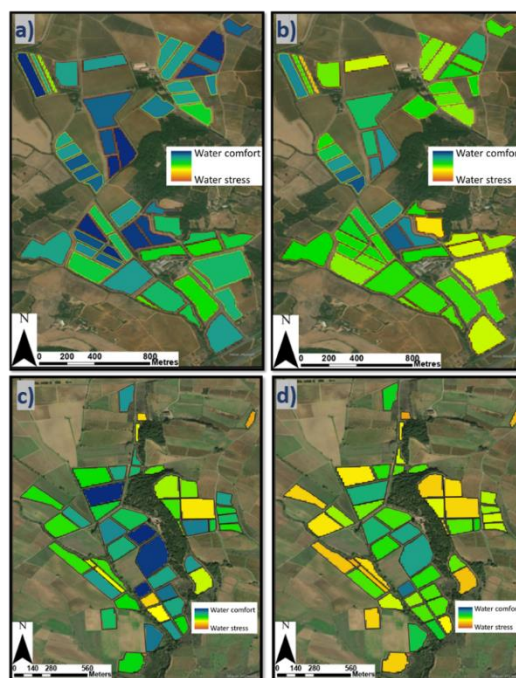 a)
Water comfort
Water stress
N
0 200 400 800
Metres
b)
Water comfort
Water stress
N
0 200 400 800
Metres
c)
Water comfort
Water stress
N
0 140 280 560
Meters
d)
Water comfort
Water stress
N
0 140 280 560
Meters